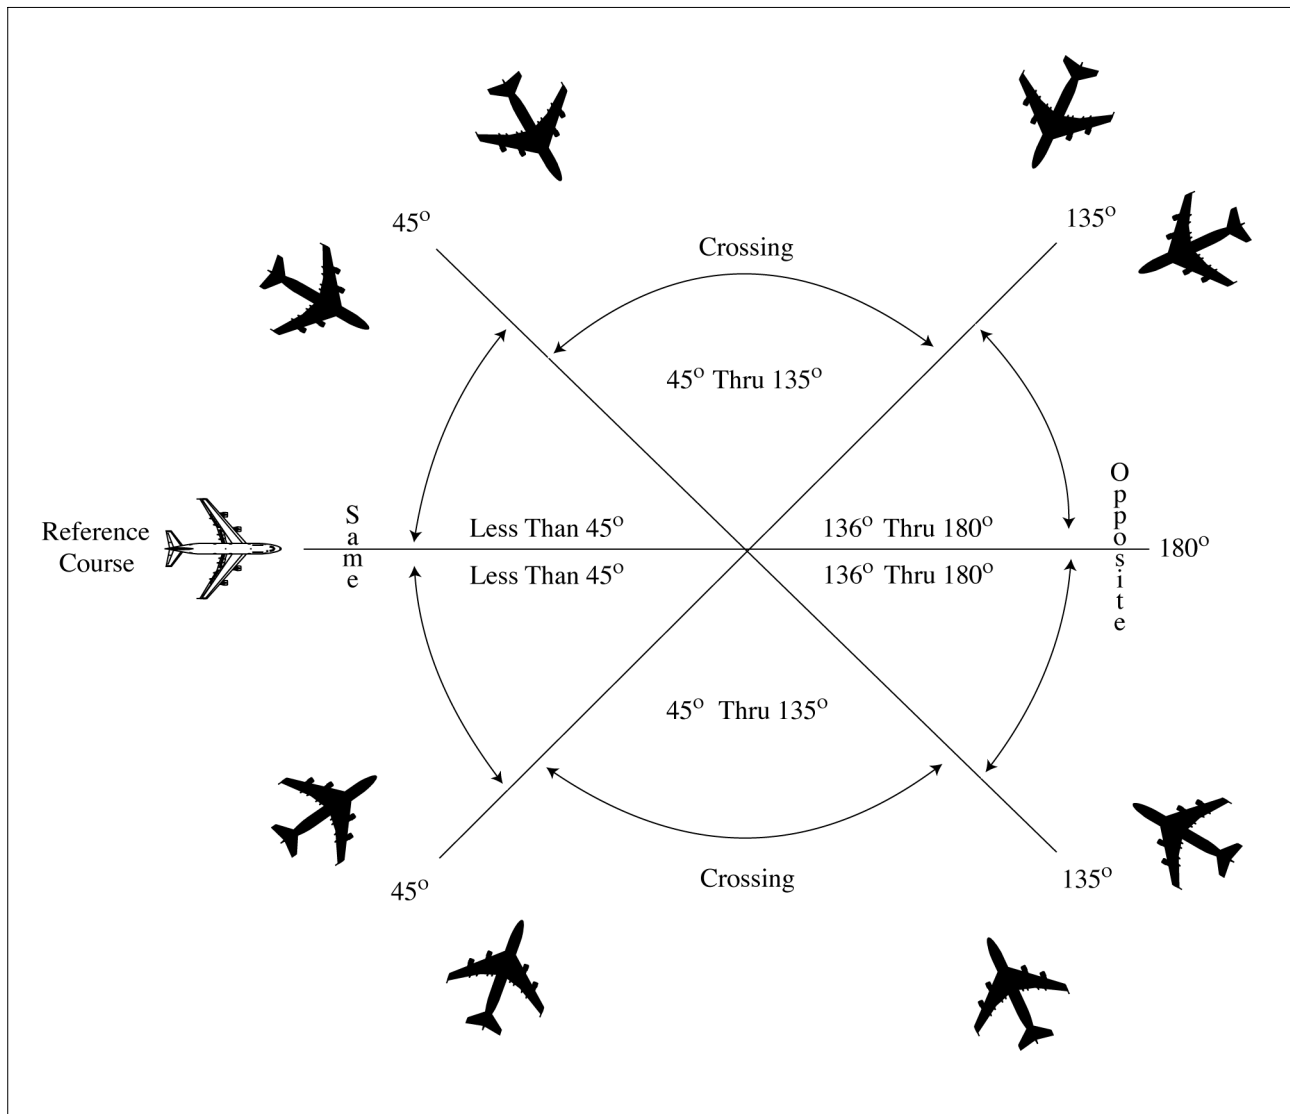 45°
135°
Crossing
45° Thru 135°
Reference
Course
Same
Less Than 45°
136° Thru 180°
Opposite
180°
Less Than 45°
136° Thru 180°
45° Thru 135°
Crossing
45°
135°